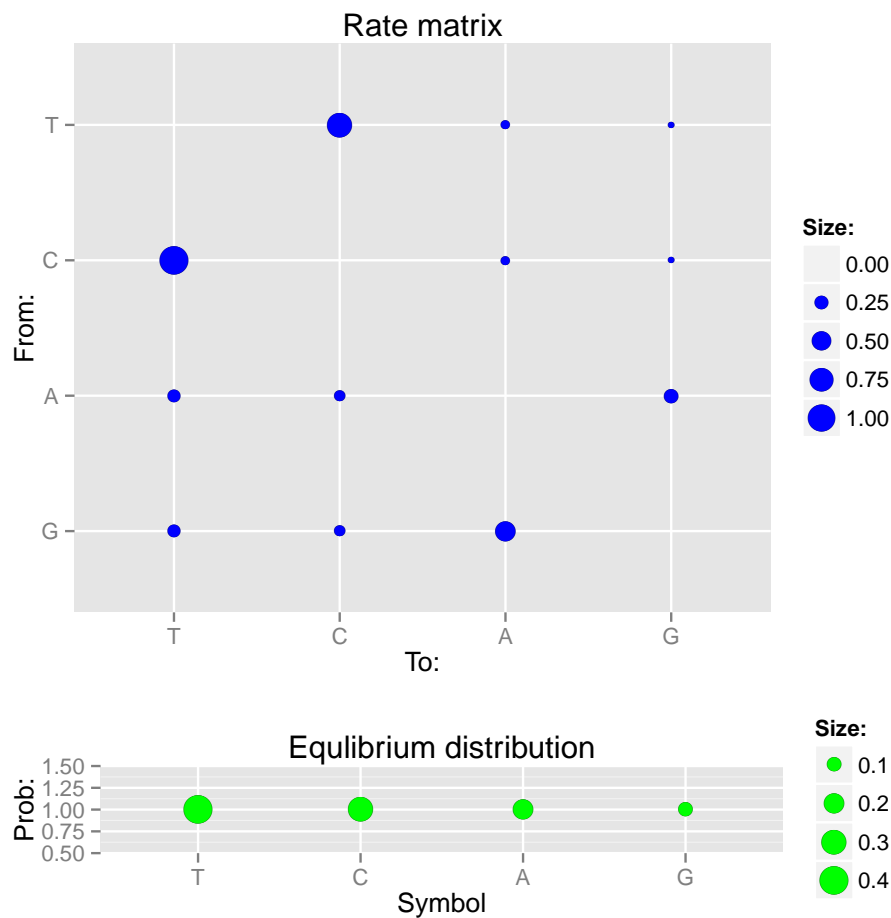 Rate matrix
From:
T
C
A
G
T C A G
To:
Size:
0.00
0.25
0.50
0.75
1.00
Equlibrium distribution
Prob:
1.50
1.25
1.00
0.75
0.50
T C A G
Symbol
Size:
0.1
0.2
0.3
0.4